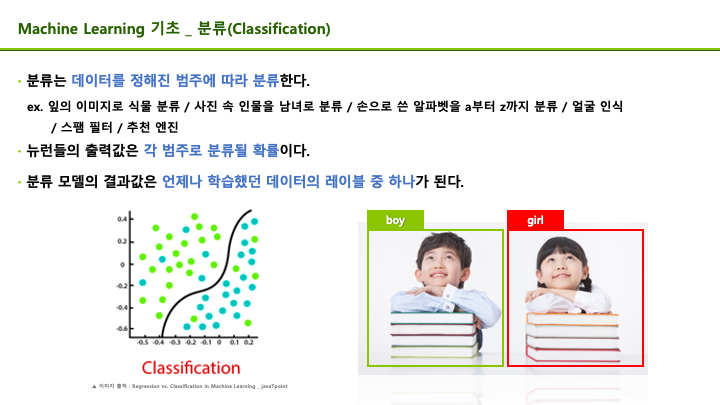 Machine Learning 기초 _ 분류(Classification)
· 분류는 데이터를 정해진 범주에 따라 분류한다.
ex. 잎의 이미지로 식물 분류 / 사진 속 인물을 남녀로 분류 / 손으로 쓴 알파벳을 a부터 z까지 분류 / 얼굴 인식
/ 스팸 필터 / 추천 엔진
· 뉴런들의 출력값은 각 범주로 분류될 확률이다.
· 분류 모델의 결과값은 언제나 학습했던 데이터의 레이블 중 하나가 된다.
0.4
0.2
0
-0.2
-0.4
-0.6
-0.5 -0.4 -0.3 -0.2 -0.1 0 0.2
Classification
▲ 이미지 출처 : Regression vs. Classification in Machine Learning _ JavaTpoint
boy
girl